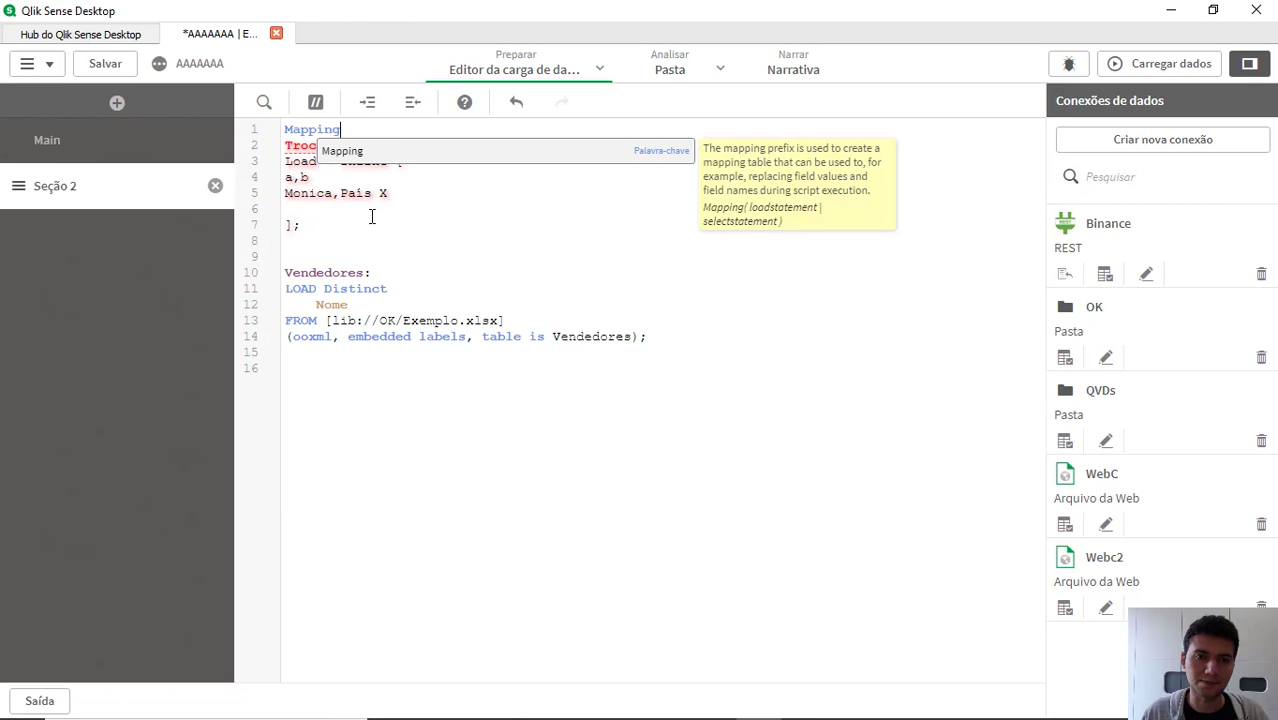 Qlik Sense Desktop
Hub do Qlik Sense Desktop
*AAAAAAA | E...
Salvar
AAAAAAA
Preparar
Editor da carga de da...
Analisar
Pasta
Narrar
Narrativa
Carregar dados
Main
Seção 2
Conexões de dados
Criar nova conexão
Pesquisar
Binance
REST
OK
Pasta
QVDs
Pasta
WebC
Arquivo da Web
Webc2
Arquivo da Web
1 Mapping
2 Troc
3 Load
4 a,b
5 Monica,País X
6
7 ];
8
9
10 Vendedores:
11 LOAD Distinct
12 Nome
13 FROM [lib://OK/Exemplo.xlsx]
14 (ooxml, embedded labels, table is Vendedores);
15
16
Mapping Palavra-chave
The mapping prefix is used to create a
mapping table that can be used to, for
example, replacing field values and
field names during script execution.
Mapping( loadstatement |
selectstatement )
Saída